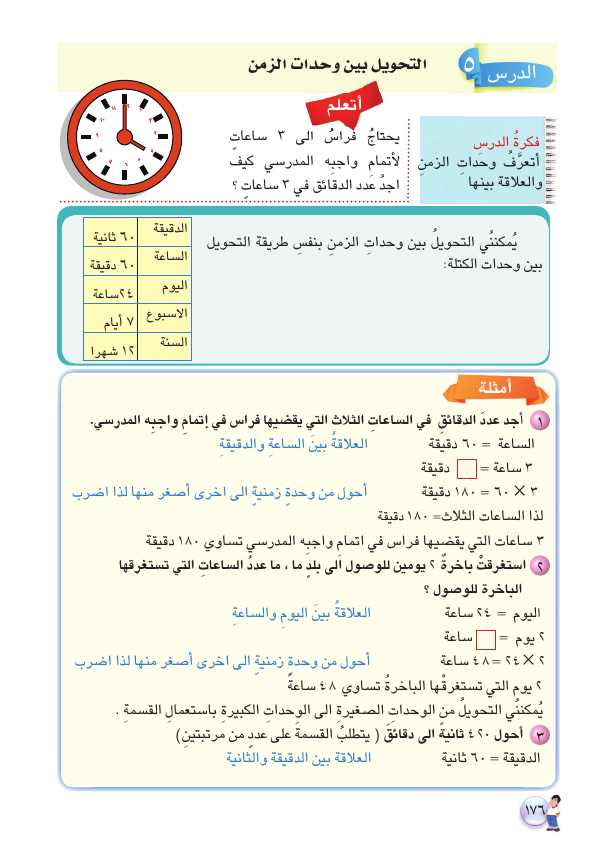 الدرس ٥
التحويل بين وحدات الزمن
فكرةُ الدرسِ
أتعرَّفُ وحداتِ الزمنِ
والعلاقة بينها
أتعلم
يحتاجُ فراسُ الى ٣ ساعاتٍ
لأتمام واجبِه المدرسي كيف
اجدُ عَدد الدقائق في ٣ ساعاتٍ ؟
يُمكننُي التحويلُ بين وحداتِ الزمنِ بنفسِ طريقة التحويل
بين وحدات الكتلة:
الدقيقة ٦٠ ثانية
الساعة ٦٠ دقيقة
اليوم ٢٤ساعة
الاسبوع ٧ أيام
السنة ١٢ شهرا
أمثلة
١ أجد عددَ الدقائقِ في الساعاتِ الثلاث التي يقضيها فراس في إتمامِ واجبِه المدرسي.
الساعة = ٦٠ دقيقة العلاقةُ بينَ الساعةِ والدقيقةِ
٣ ساعة = دقيقة
٣ × ٦٠ = ١٨٠ دقيقة أحول من وحدةٍ زمنيةٍ الى اخرى أصغر منها لذا اضرب
لذا الساعات الثلاث= ١٨٠ دقيقة
٣ ساعات التي يقضيها فراس في اتمام واجبه المدرسي تساوي ١٨٠ دقيقة
٢ استغرقتْ باخرةٌ ٢ يومين للوصول الَى بلدٍ ما ، ما عددُ الساعاتِ التي تستغرقها
الباخرة للوصول ؟
اليوم = ٢٤ ساعة العلاقةُ بينَ اليومِ والساعةِ
٢ يوم = ساعة
٢ × ٢٤ = ٤٨ ساعة أحول من وحدةٍ زمنيةٍ الى اخرى أصغر منها لذا اضرب
٢ يوم التي تستغرقُها الباخرةُ تساوي ٤٨ ساعةً
يُمكننُي التحويلُ من الوحداتِ الصغيرةِ الى الوحداتِ الكبيرةِ باستعمالِ القسمةِ .
٣ أحول ٤٢٠ ثانيةً الى دقائقَ ( يتطلبُ القسمةَ على عددٍ من مرتبتينِ)
الدقيقة = ٦٠ ثانية العلاقة بين الدقيقة والثانية
١٧٦